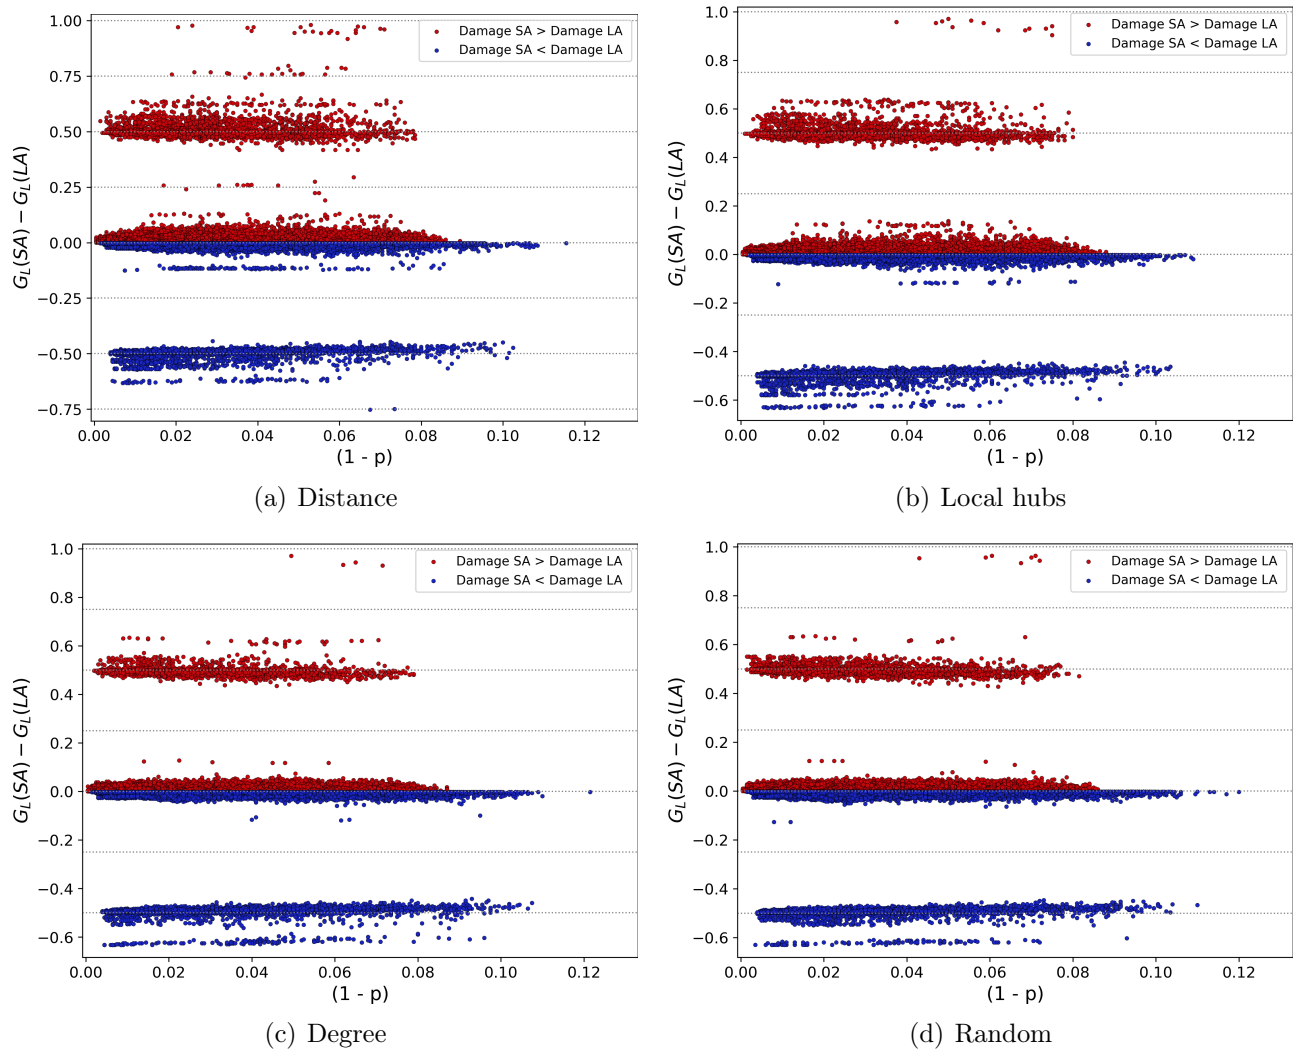 1.00
0.75
0.50
0.25
0.00
−0.25
−0.50
−0.75
G_L(SA) − G_L(LA)
Damage SA > Damage LA
Damage SA < Damage LA
0.00 0.02 0.04 0.06 0.08 0.10 0.12
(1 - p)
(a) Distance
1.0
0.8
0.6
0.4
0.2
0.0
−0.2
−0.4
−0.6
G_L(SA) − G_L(LA)
Damage SA > Damage LA
Damage SA < Damage LA
0.00 0.02 0.04 0.06 0.08 0.10 0.12
(1 - p)
(b) Local hubs
1.0
0.8
0.6
0.4
0.2
0.0
−0.2
−0.4
−0.6
G_L(SA) − G_L(LA)
Damage SA > Damage LA
Damage SA < Damage LA
0.00 0.02 0.04 0.06 0.08 0.10 0.12
(1 - p)
(c) Degree
1.0
0.8
0.6
0.4
0.2
0.0
−0.2
−0.4
−0.6
G_L(SA) − G_L(LA)
Damage SA > Damage LA
Damage SA < Damage LA
0.00 0.02 0.04 0.06 0.08 0.10 0.12
(1 - p)
(d) Random